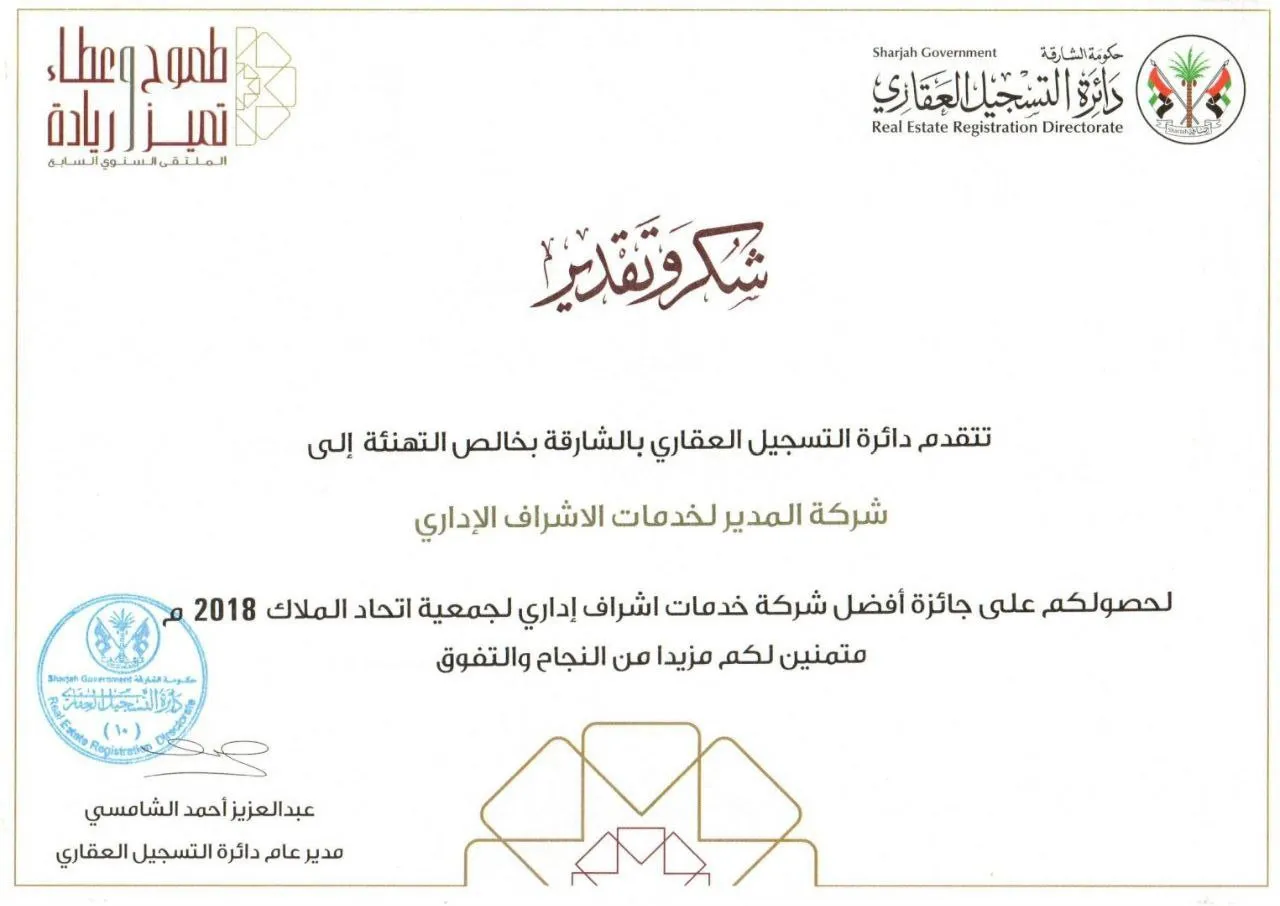 حكومة الشارقة
Sharjah Government
دائرة التسجيل العقاري
Real Estate Registration Directorate
طموح وعطاء
تميز وريادة
الملتقى السنوي السابع
شكر وتقدير
تتقدم دائرة التسجيل العقاري بالشارقة بخالص التهنئة إلى
شركة المدير لخدمات الاشراف الإداري
لحصولكم على جائزة أفضل شركة خدمات اشراف إداري لجمعية اتحاد الملاك 2018 م
متمنين لكم مزيدا من النجاح والتفوق
Sharjah Government حكومة الشارقة
دائرة التسجيل العقاري
(١٠)
Real Estate Registration Directorate
عبدالعزيز أحمد الشامسي
مدير عام دائرة التسجيل العقاري